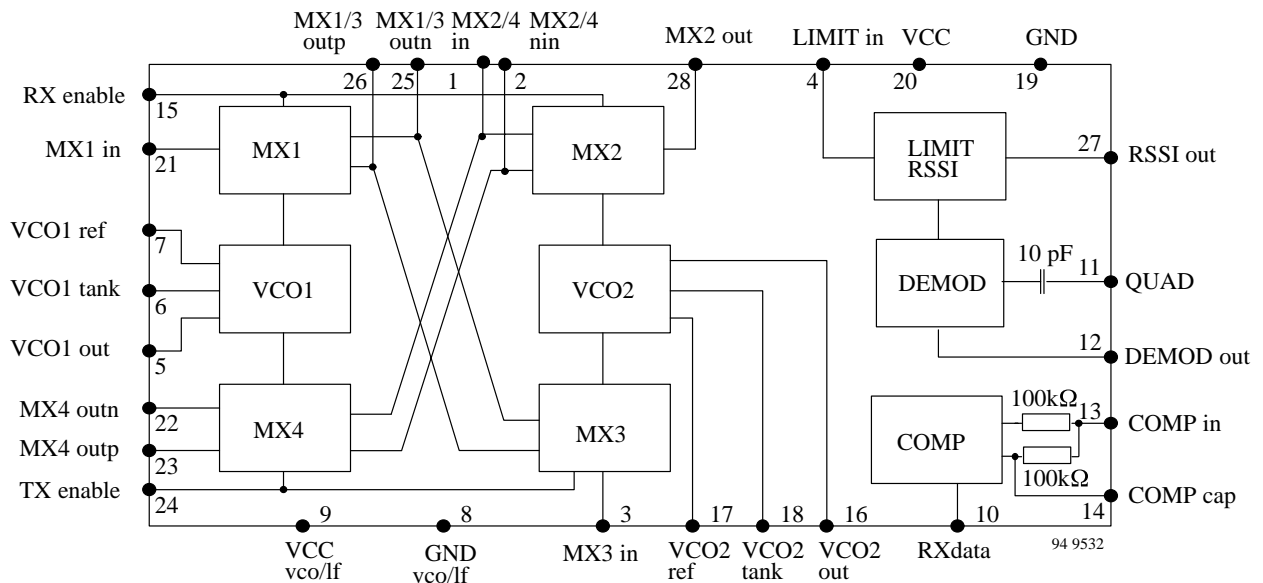 MX1/3 MX1/3 MX2/4 MX2/4
outp outn in nin MX2 out LIMIT in VCC GND
26 25 1 2 28 4 20 19
RX enable
15
MX1 in
21
MX1 MX2 LIMIT
RSSI
27
RSSI out
VCO1 ref
7
VCO1 tank
6
VCO1 out
5
VCO1 VCO2 DEMOD
10 pF
11
QUAD
12
DEMOD out
MX4 outn
22
MX4 outp
23
TX enable
24
MX4 MX3 COMP
100kΩ
13
COMP in
100kΩ
COMP cap
14
9 8 3 17 18 16 10
VCC GND MX3 in VCO2 VCO2 VCO2 RXdata
vco/lf vco/lf ref tank out
94 9532